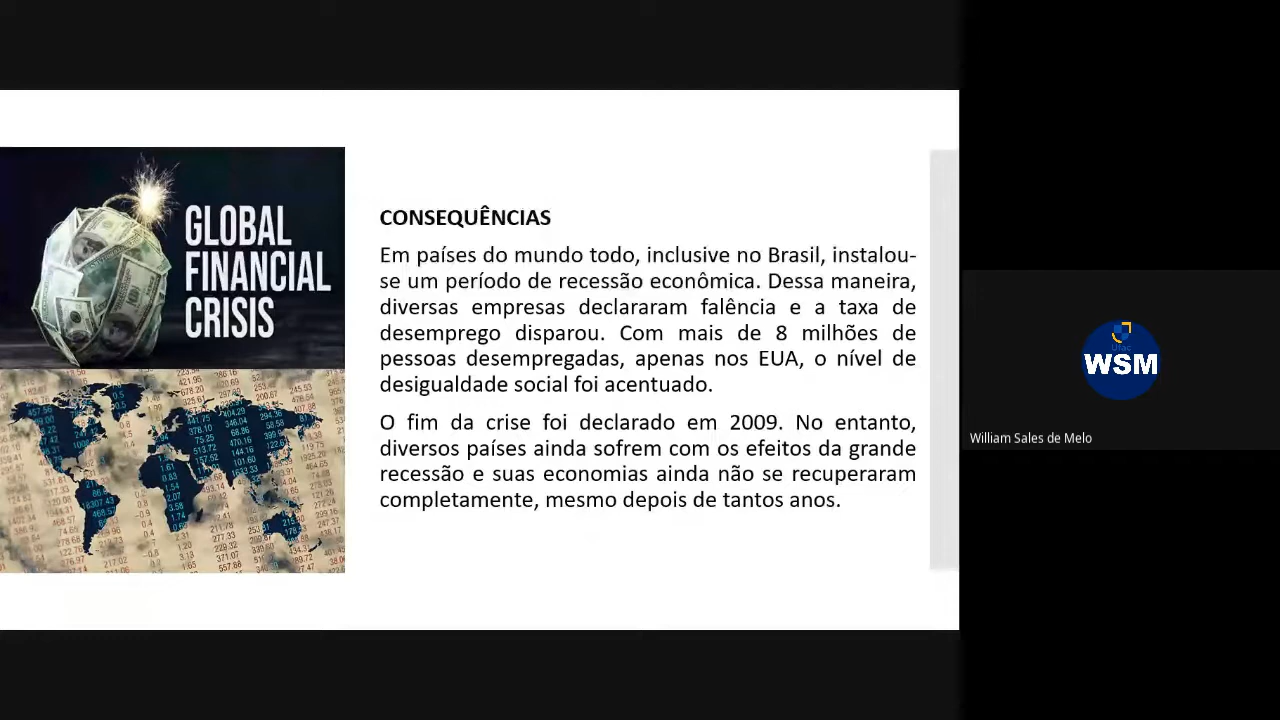 GLOBAL
FINANCIAL
CRISIS
CONSEQUÊNCIAS
Em países do mundo todo, inclusive no Brasil, instalou-
se um período de recessão econômica. Dessa maneira,
diversas empresas declararam falência e a taxa de
desemprego disparou. Com mais de 8 milhões de
pessoas desempregadas, apenas nos EUA, o nível de
desigualdade social foi acentuado.
O fim da crise foi declarado em 2009. No entanto,
diversos países ainda sofrem com os efeitos da grande
recessão e suas economias ainda não se recuperaram
completamente, mesmo depois de tantos anos.
Ufac
WSM
William Sales de Melo